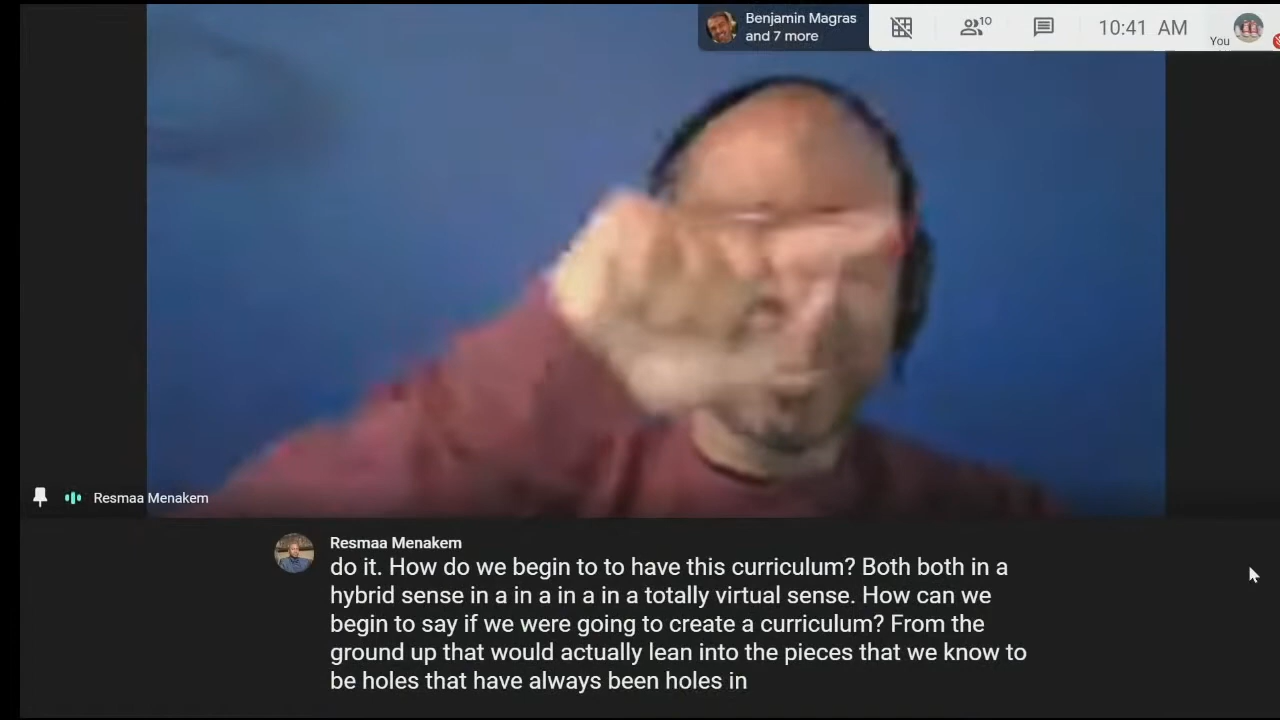 Benjamin Magras
and 7 more
10
10:41 AM
You
Resmaa Menakem
Resmaa Menakem
do it. How do we begin to to have this curriculum? Both both in a
hybrid sense in a in a in a in a totally virtual sense. How can we
begin to say if we were going to create a curriculum? From the
ground up that would actually lean into the pieces that we know to
be holes that have always been holes in